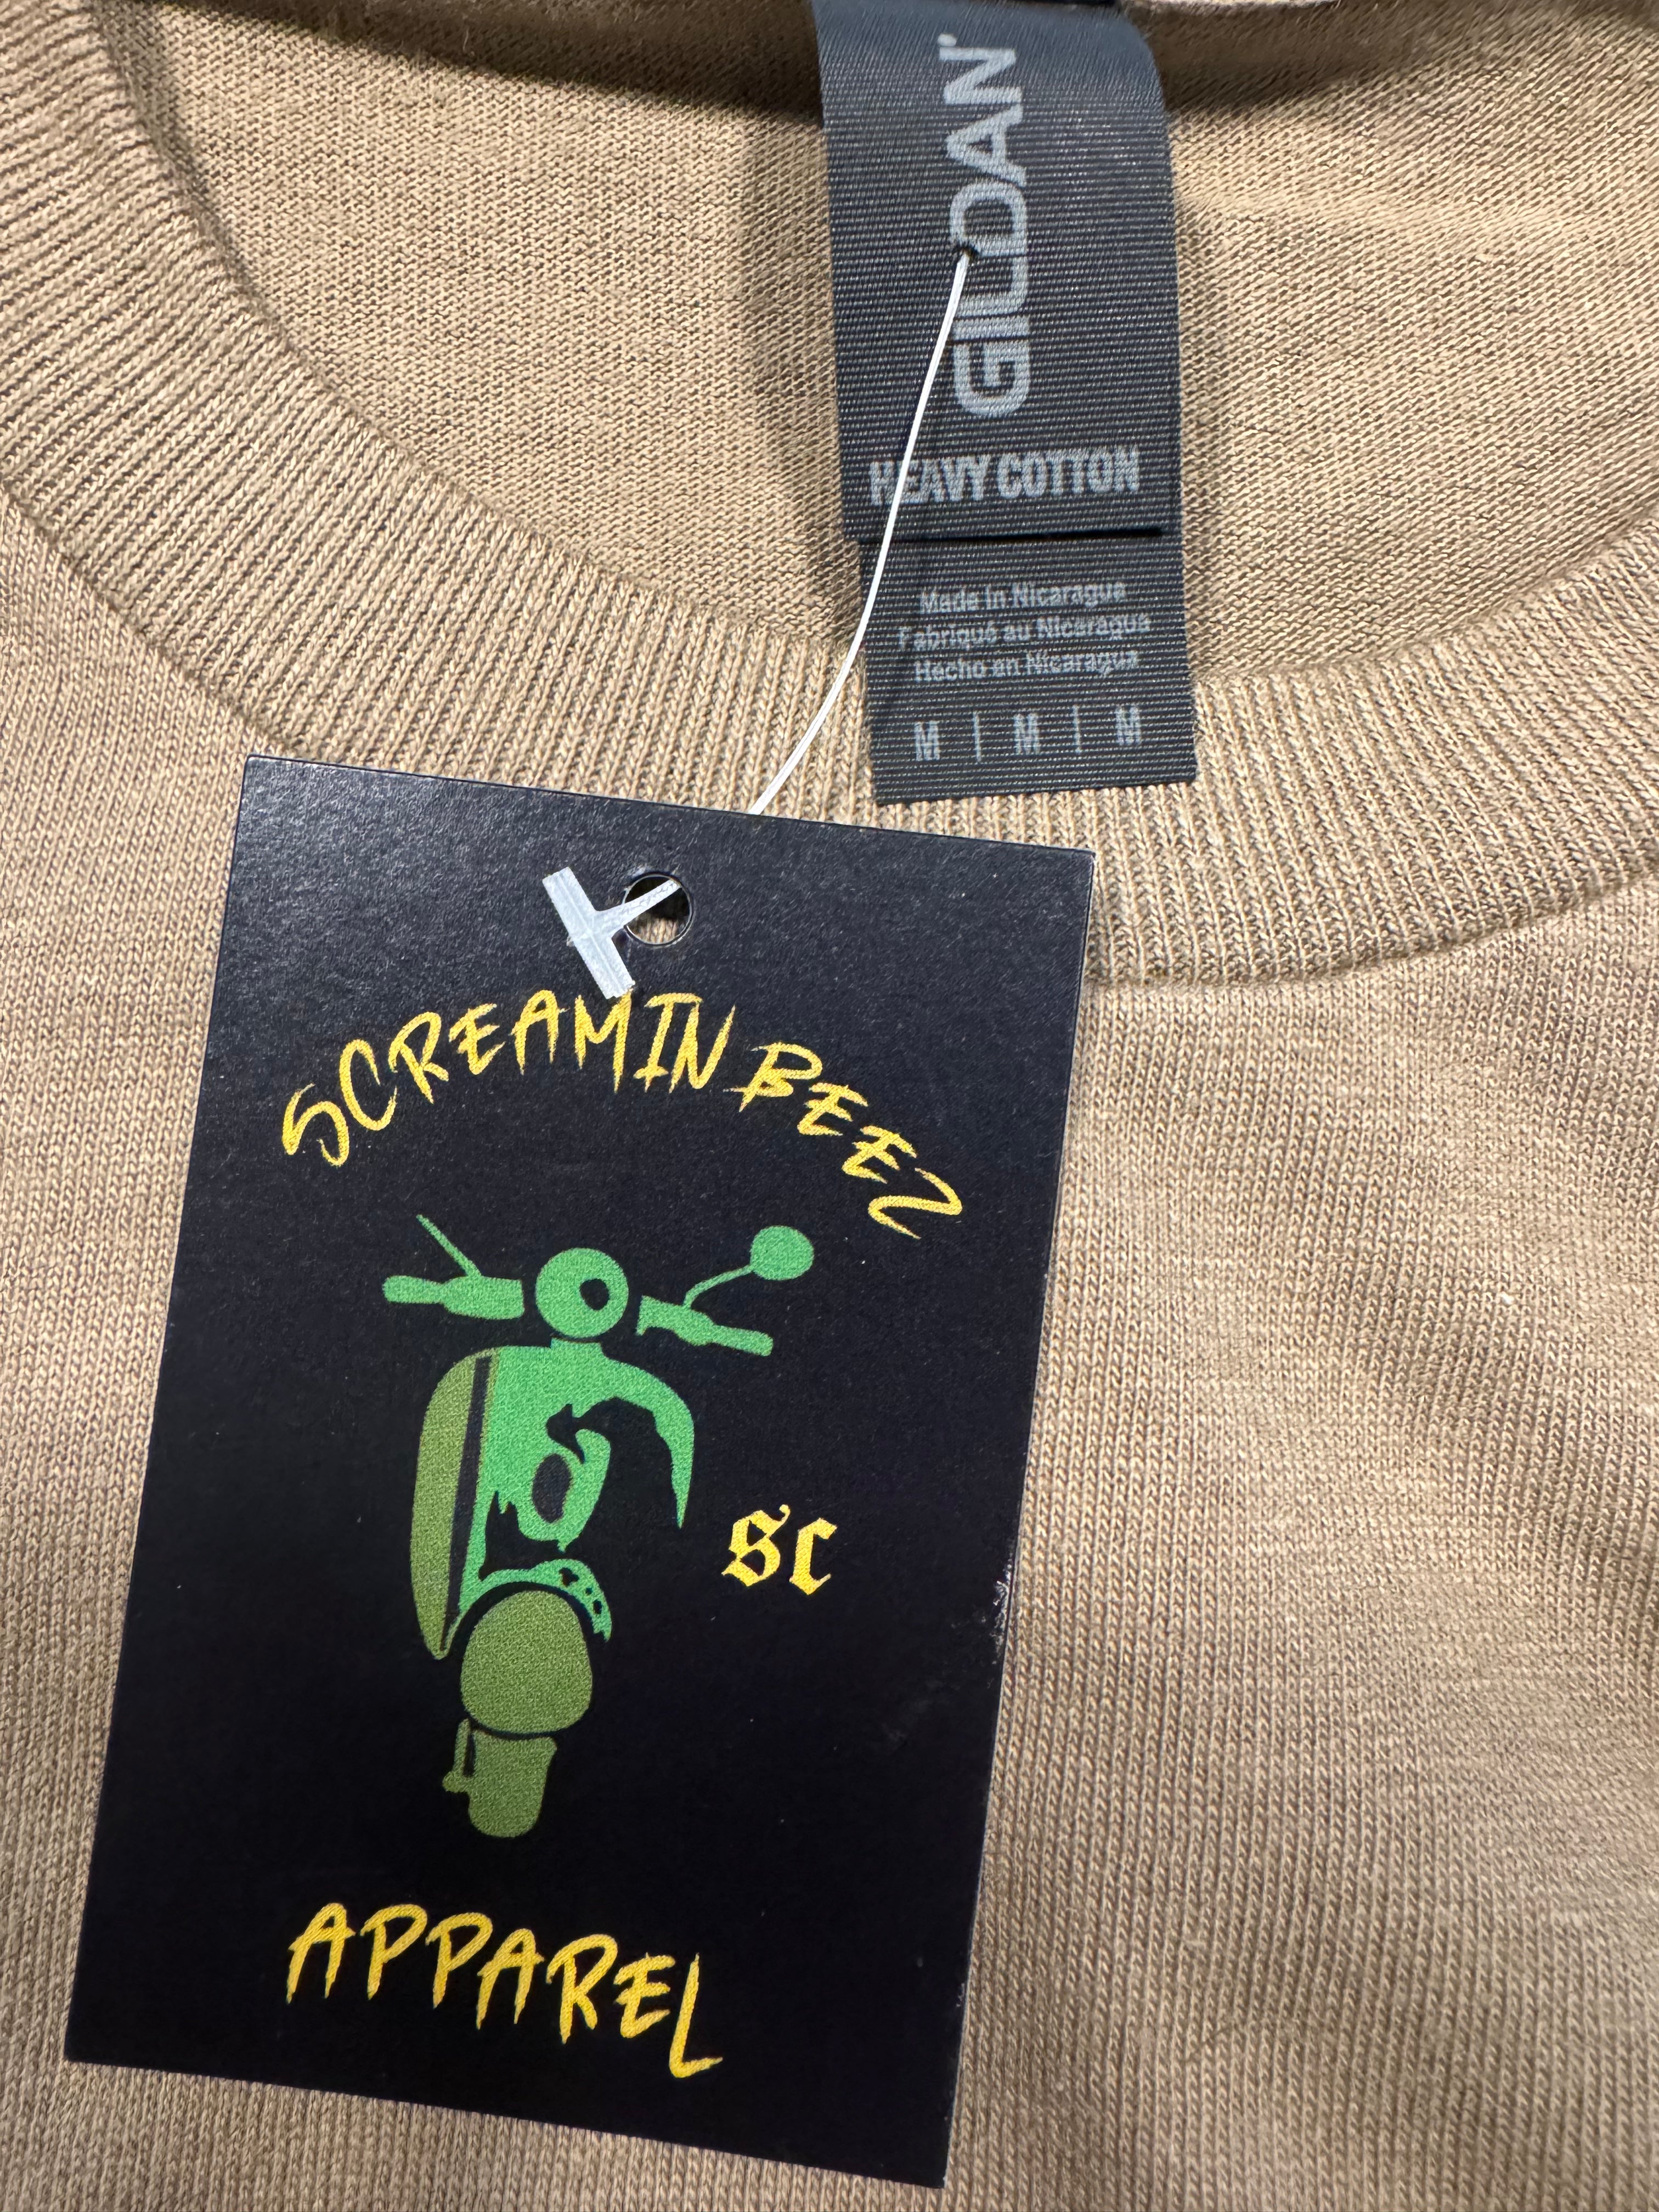 GILDAN
HEAVY COTTON
Made in Nicaragua
Fabriqué au Nicaragua
Hecho en Nicaragua
M | M | M
SCREAMIN BEEZ
SC
APPAREL